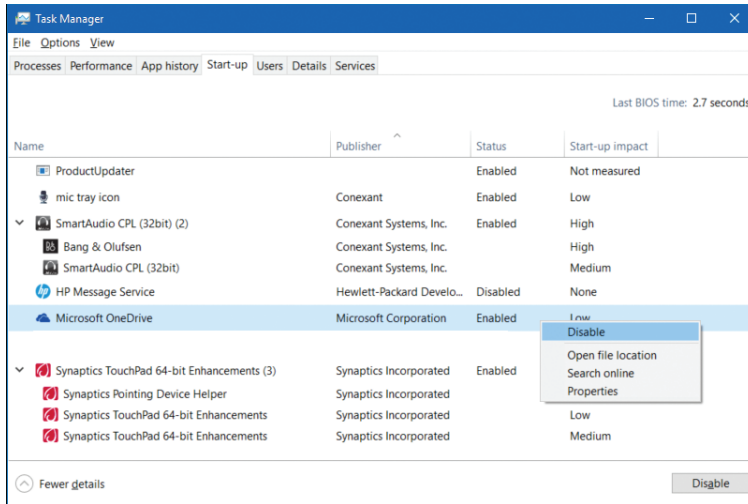 Task Manager
File Options View
Processes Performance App history Start-up Users Details Services
Last BIOS time: 2.7 seconds
Name Publisher Status Start-up impact
ProductUpdater Enabled Not measured
mic tray icon Conexant Enabled Low
SmartAudio CPL (32bit) (2) Conexant Systems, Inc. Enabled High
Bang & Olufsen Conexant Systems, Inc. High
SmartAudio CPL (32bit) Conexant Systems, Inc. Medium
HP Message Service Hewlett-Packard Develo... Disabled None
Microsoft OneDrive Microsoft Corporation Enabled Low
Disable
Open file location
Search online
Properties
Synaptics TouchPad 64-bit Enhancements (3) Synaptics Incorporated Enabled
Synaptics Pointing Device Helper Synaptics Incorporated
Synaptics TouchPad 64-bit Enhancements Synaptics Incorporated Low
Synaptics TouchPad 64-bit Enhancements Synaptics Incorporated Medium
Fewer details Disable